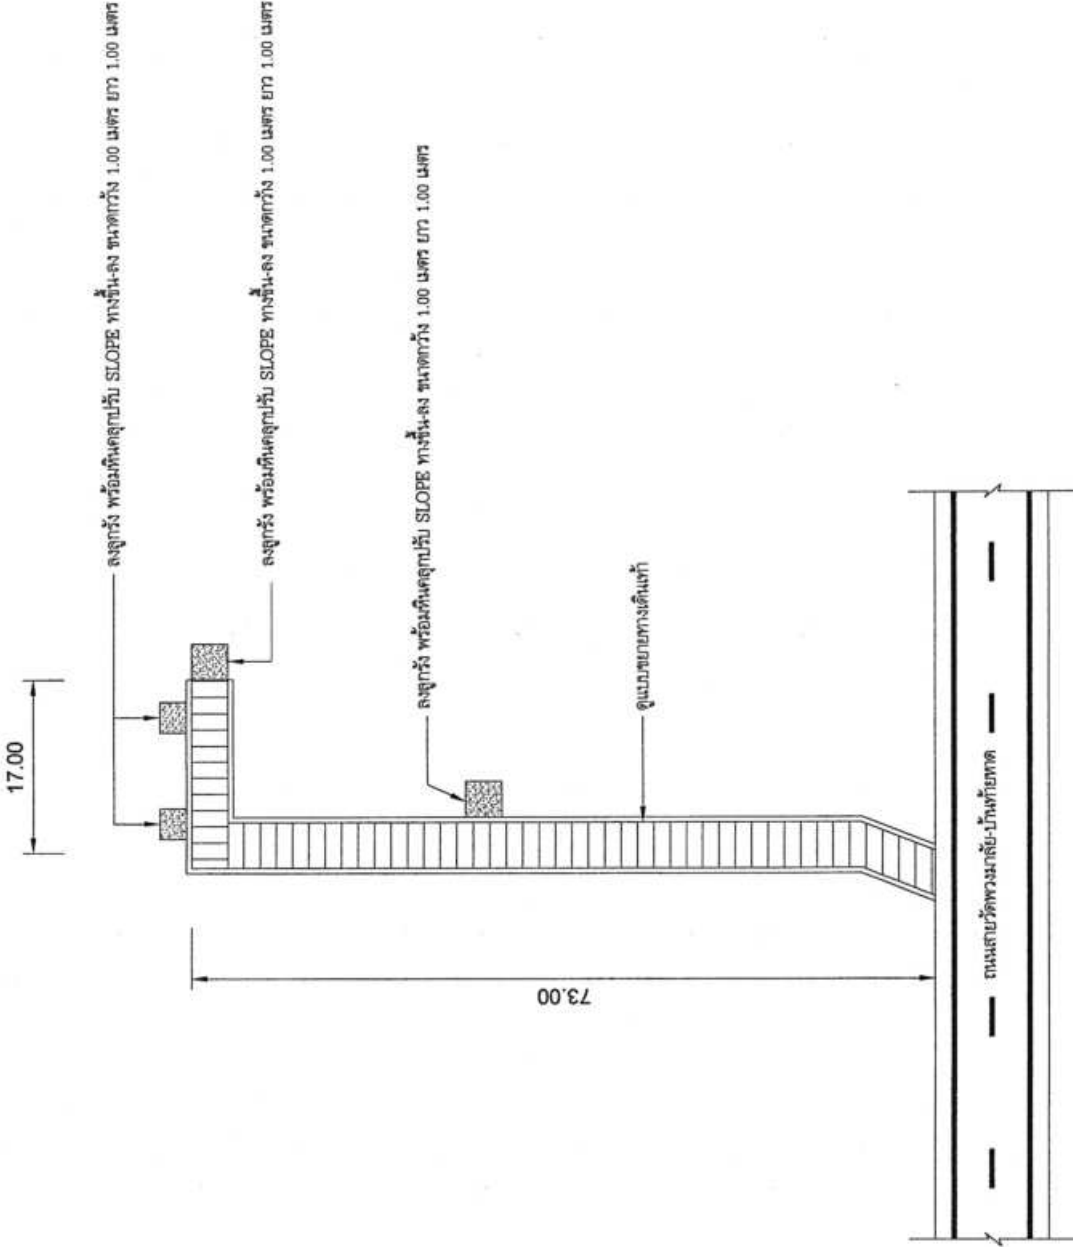 ลงลูกรัง พร้อมหินคลุกปรับ SLOPE ทางขึ้น-ลง ขนาดกว้าง 1.00 เมตร ยาว 1.00 เมตร
ลงลูกรัง พร้อมหินคลุกปรับ SLOPE ทางขึ้น-ลง ขนาดกว้าง 1.00 เมตร ยาว 1.00 เมตร
17.00
ลงลูกรัง พร้อมหินคลุกปรับ SLOPE ทางขึ้น-ลง ขนาดกว้าง 1.00 เมตร ยาว 1.00 เมตร
ดูแบบขยายทางเดินเท้า
73.00
ถนนสายวัดพวงมาลัย-บ้านท้ายหาด